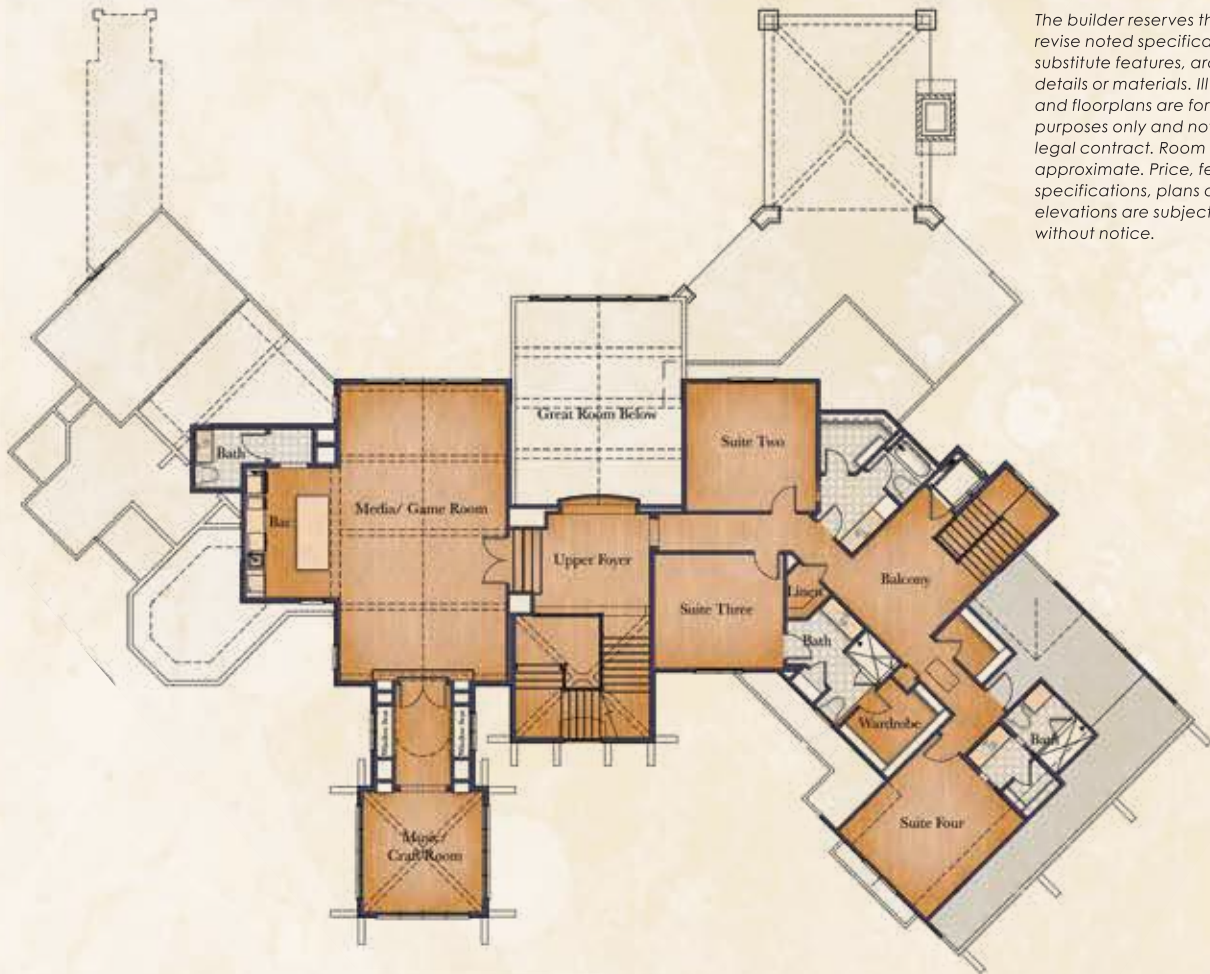 The builder reserves th
revise noted specifica
substitute features, arc
details or materials. Ill
and floorplans are for
purposes only and no
legal contract. Room
approximate. Price, fe
specifications, plans a
elevations are subject
without notice.
Great Room Below
Suite Two
Bath
Bar
Media/ Game Room
Upper Foyer
Balcony
Linen
Suite Three
Bath
Wardrobe
Bath
Window Seat
Window Seat
Suite Four
Music/
Craft Room